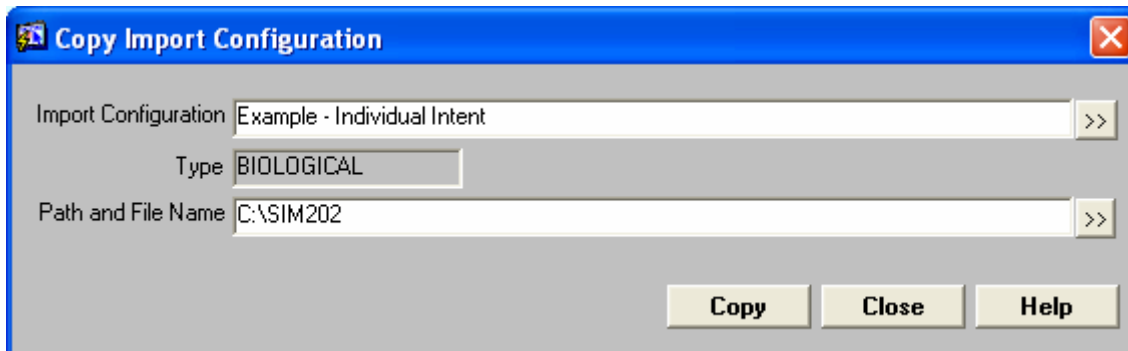 Copy Import Configuration
Import Configuration Example - Individual Intent >>
Type BIOLOGICAL
Path and File Name C:\SIM202 >>
Copy Close Help